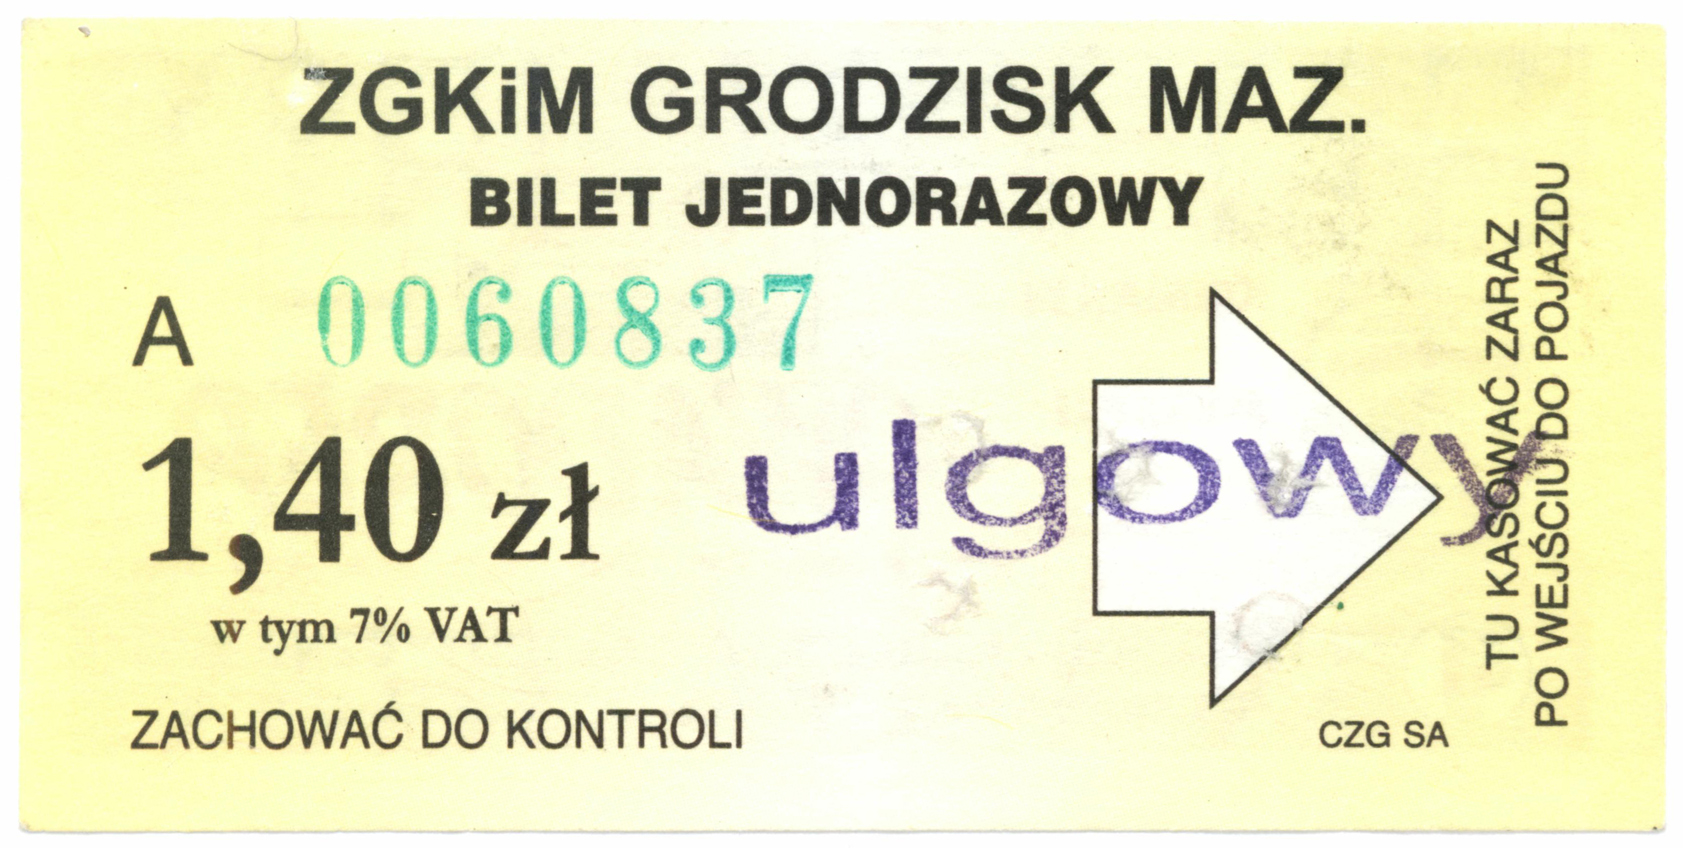 ZGKiM GRODZISK MAZ.
BILET JEDNORAZOWY
A 0060837
1,40 zł
ulgowy
w tym 7% VAT
ZACHOWAĆ DO KONTROLI
CZG SA
TU KASOWAĆ ZARAZ
PO WEJŚCIU DO POJAZDU